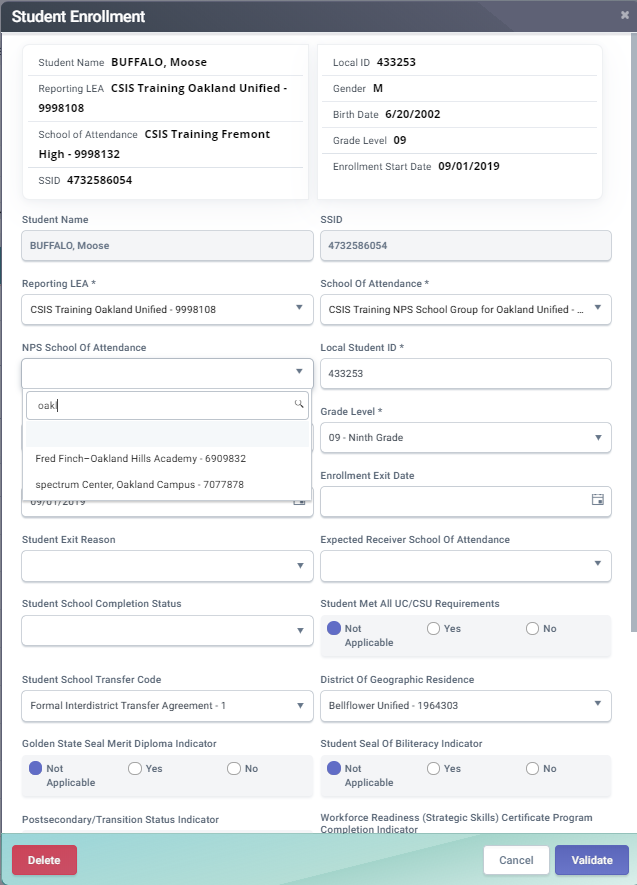 Student Enrollment
Student Name BUFFALO, Moose
Reporting LEA CSIS Training Oakland Unified -
9998108
School of Attendance CSIS Training Fremont
High - 9998132
SSID 4732586054
Local ID 433253
Gender M
Birth Date 6/20/2002
Grade Level 09
Enrollment Start Date 09/01/2019
Student Name
BUFFALO, Moose
SSID
4732586054
Reporting LEA *
CSIS Training Oakland Unified - 9998108
School Of Attendance *
CSIS Training NPS School Group for Oakland Unified - ...
NPS School Of Attendance
oakl
Fred Finch–Oakland Hills Academy - 6909832
spectrum Center, Oakland Campus - 7077878
Local Student ID *
433253
Grade Level *
09 - Ninth Grade
09/01/2019
Enrollment Exit Date
Student Exit Reason
Expected Receiver School Of Attendance
Student School Completion Status
Student Met All UC/CSU Requirements
Not Applicable Yes No
Student School Transfer Code
Formal Interdistrict Transfer Agreement - 1
District Of Geographic Residence
Bellflower Unified - 1964303
Golden State Seal Merit Diploma Indicator
Not Applicable Yes No
Student Seal Of Biliteracy Indicator
Not Applicable Yes No
Postsecondary/Transition Status Indicator
Workforce Readiness (Strategic Skills) Certificate Program
Completion Indicator
Delete
Cancel
Validate